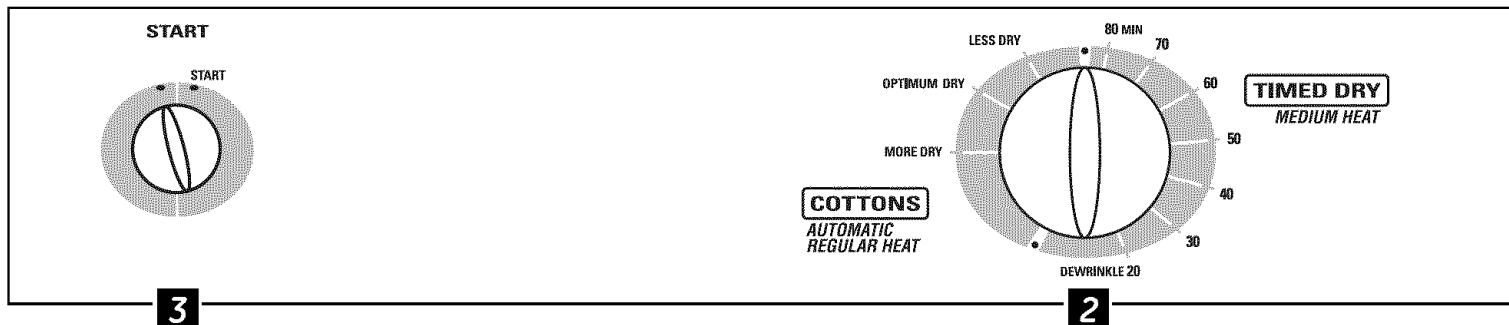 START
START
3
LESS DRY
OPTIMUM DRY
MORE DRY
COTTONS
AUTOMATIC
REGULAR HEAT
80 MIN
70
60
50
40
30
DEWRINKLE 20
TIMED DRY
MEDIUM HEAT
2